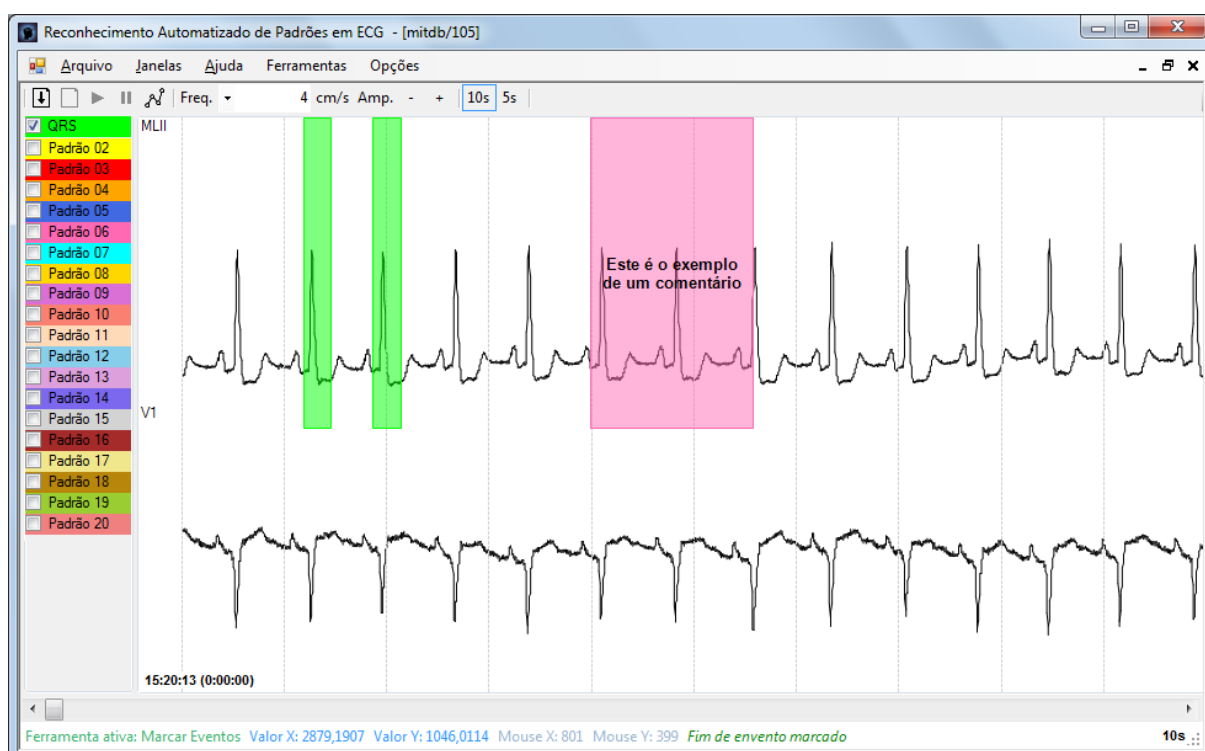 Reconhecimento Automatizado de Padrões em ECG - [mitdb/105]
Arquivo Janelas Ajuda Ferramentas Opções
Freq. 4 cm/s Amp. - + 10s 5s
QRS
Padrão 02
Padrão 03
Padrão 04
Padrão 05
Padrão 06
Padrão 07
Padrão 08
Padrão 09
Padrão 10
Padrão 11
Padrão 12
Padrão 13
Padrão 14
Padrão 15
Padrão 16
Padrão 17
Padrão 18
Padrão 19
Padrão 20
MLII
Este é o exemplo
de um comentário
V1
15:20:13 (0:00:00)
Ferramenta ativa: Marcar Eventos Valor X: 2879,1907 Valor Y: 1046,0114 Mouse X: 801 Mouse Y: 399 Fim de envento marcado 10s